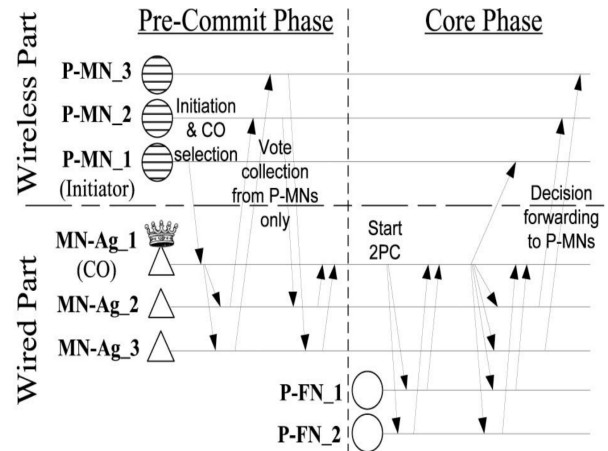 Pre-Commit Phase
Core Phase
Wireless Part
P-MN_3
P-MN_2
P-MN_1
(Initiator)
Initiation
& CO
selection
Vote
collection
from P-MNs
only
Decision
forwarding
to P-MNs
Wired Part
MN-Ag_1
(CO)
MN-Ag_2
MN-Ag_3
Start
2PC
P-FN_1
P-FN_2